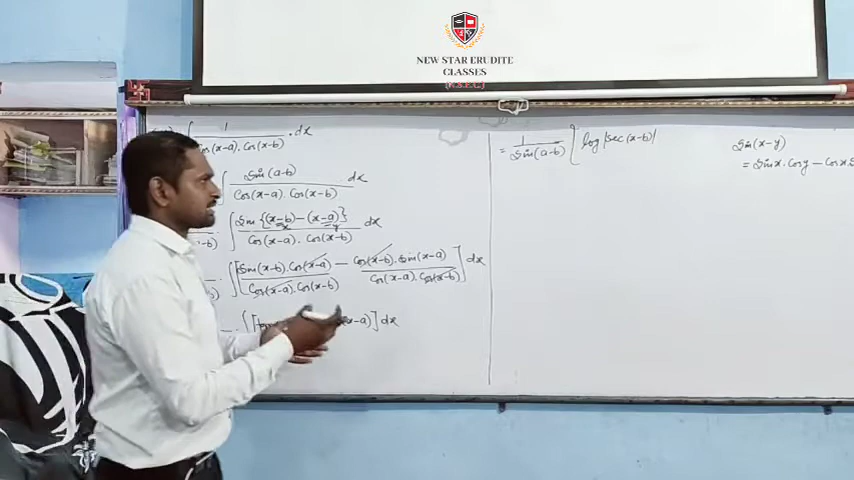 NEW STAR ERUDITE
CLASSES
(N.S.E.C)
∫ 1/(Cos(x-a). Cos(x-b)) . dx
∫ Sin(a-b)/(Cos(x-a). Cos(x-b)) dx
∫ Sin{(x-b)-(x-a)}/(Cos(x-a). Cos(x-b)) dx
∫ [Sin(x-b). Cos(x-a)/(Cos(x-a). Cos(x-b)) - Cos(x-b). Sin(x-a)/(Cos(x-a). Cos(x-b))] dx
(x-a)] dx
= 1/Sin(a-b) [log |Sec(x-b)|
Sin(x-y)
= Sinx. Cosy - Cosx.